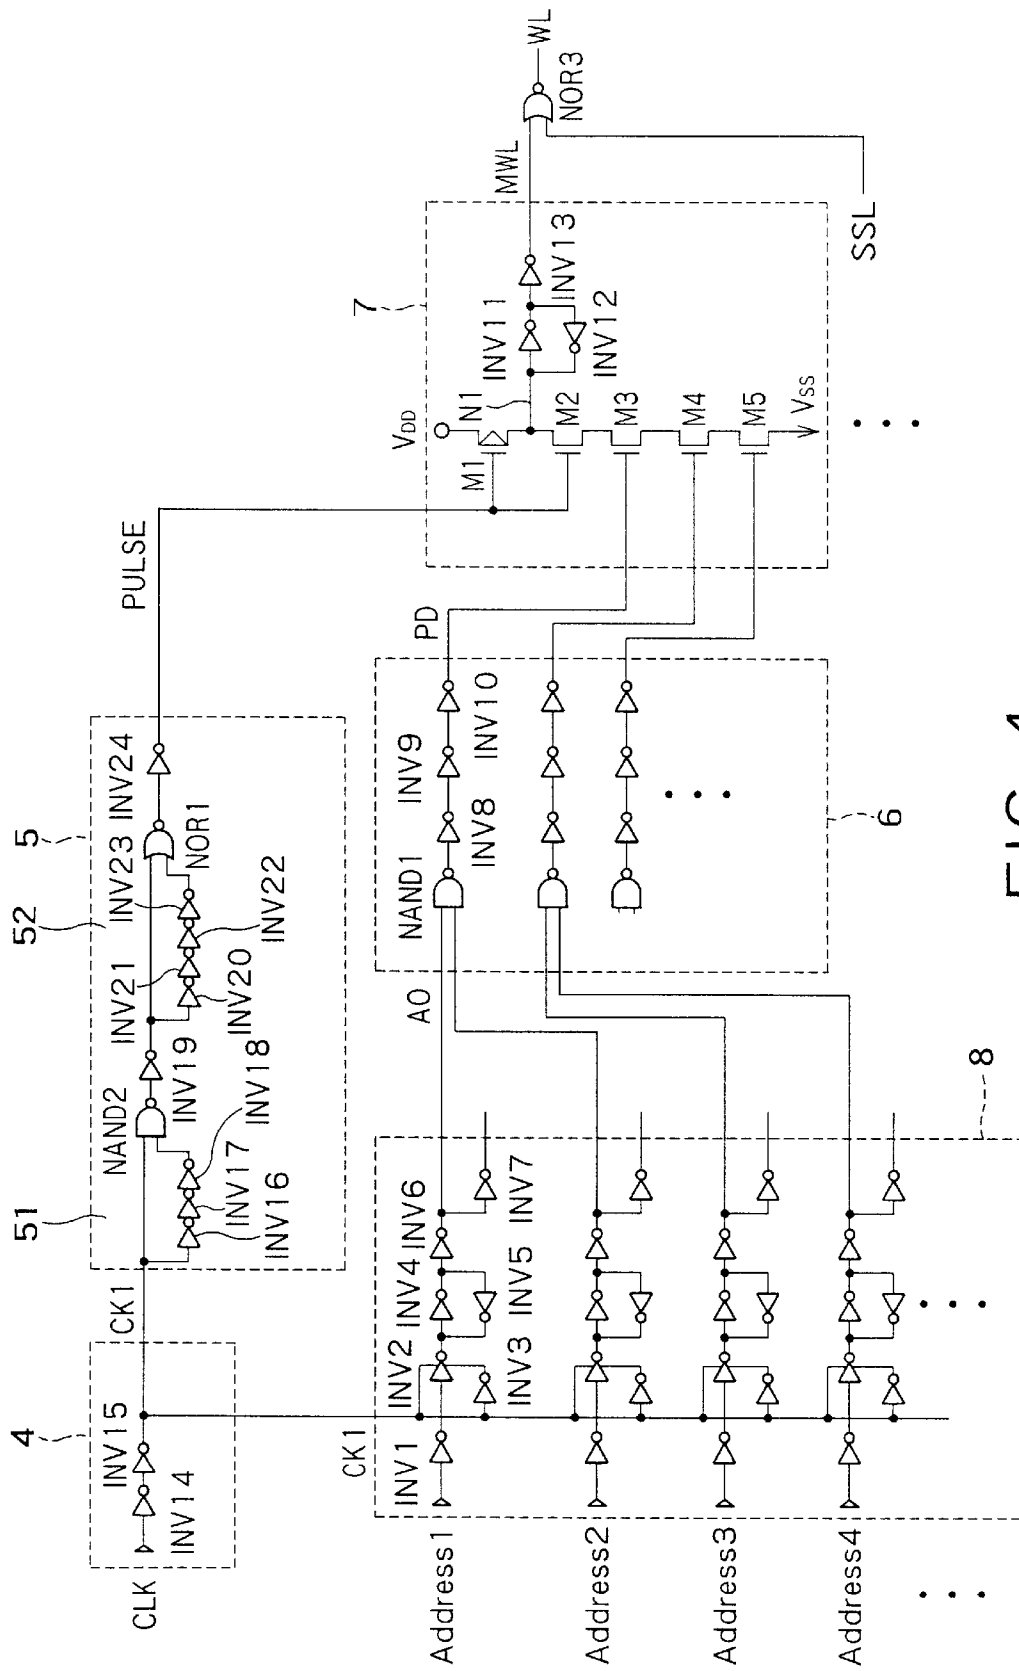 4
INV15
INV14
CLK
CK1
51
52
5
NAND2
INV16
INV17
INV18
INV19
INV20
INV21
INV22
INV23
NOR1
INV24
PULSE
7
VDD
M1
N1
INV11
INV12
INV13
M2
M3
M4
M5
VSS
MWL
NOR3
WL
SSL
CK1
Address1
Address2
Address3
Address4
INV1
INV2
INV3
INV4
INV5
INV6
INV7
8
A0
NAND1
INV8
INV9
INV10
6
PD